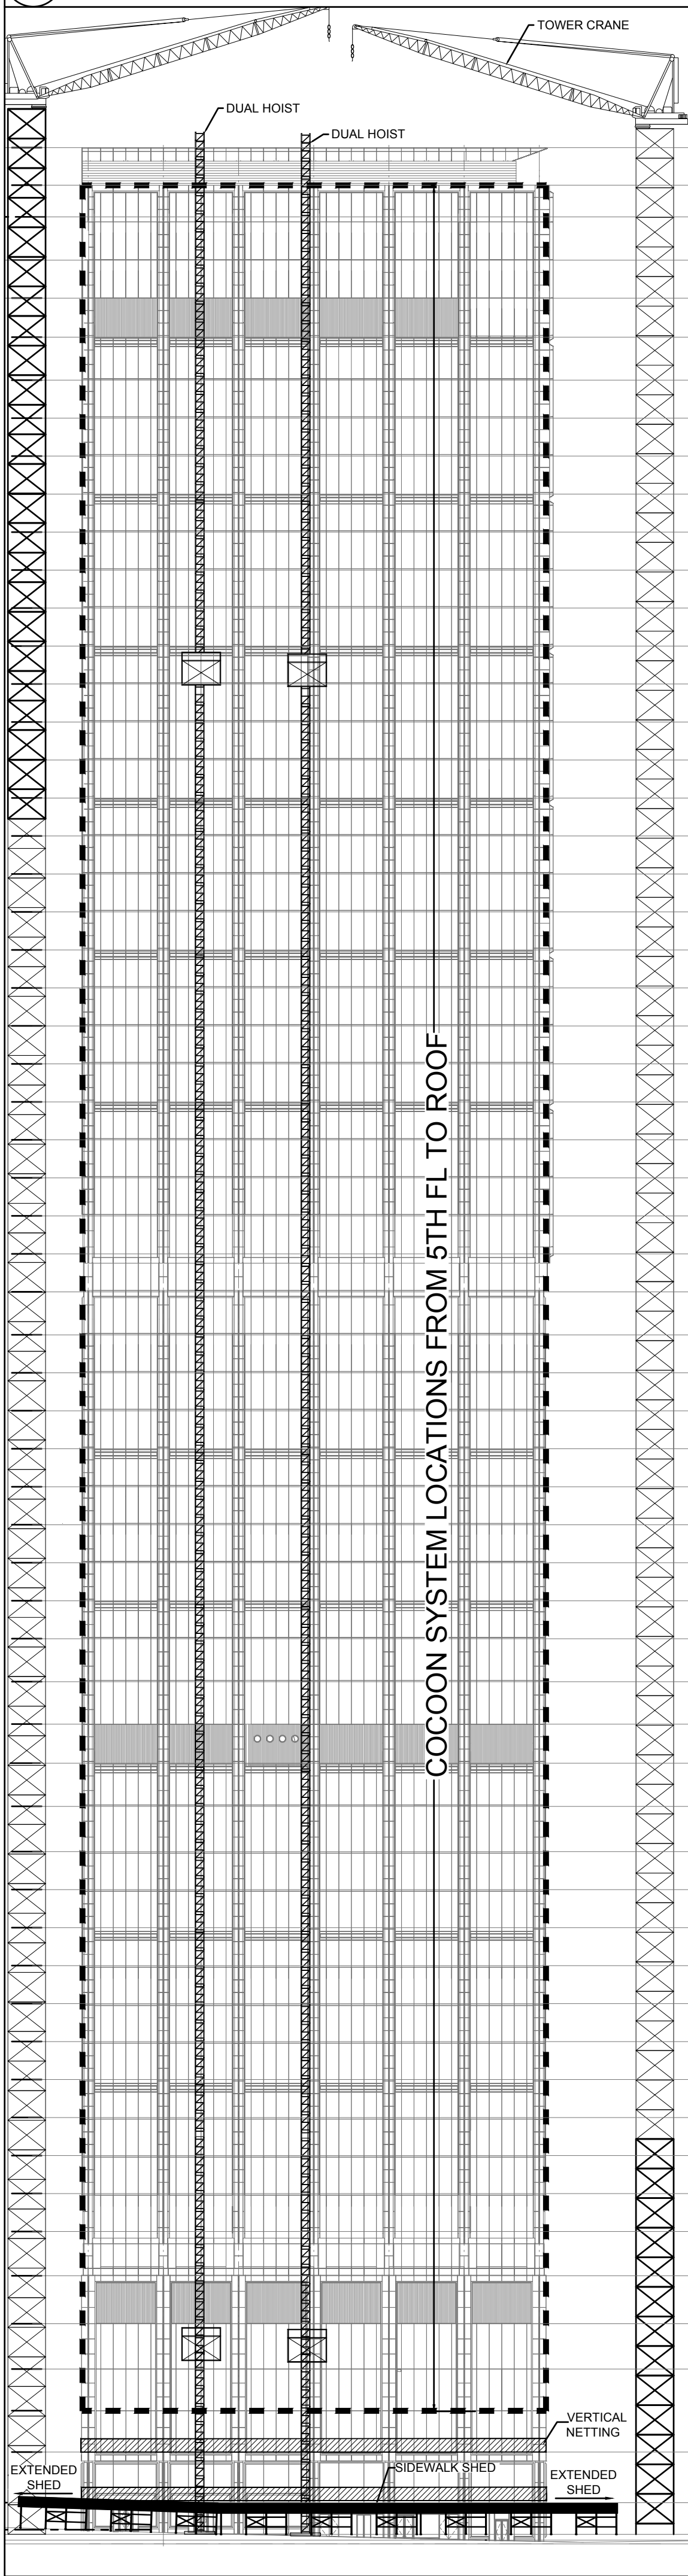 TOWER CRANE
DUAL HOIST
DUAL HOIST
COCOON SYSTEM LOCATIONS FROM 5TH FL TO ROOF
VERTICAL
NETTING
SIDEWALK SHED
EXTENDED
SHED
EXTENDED
SHED